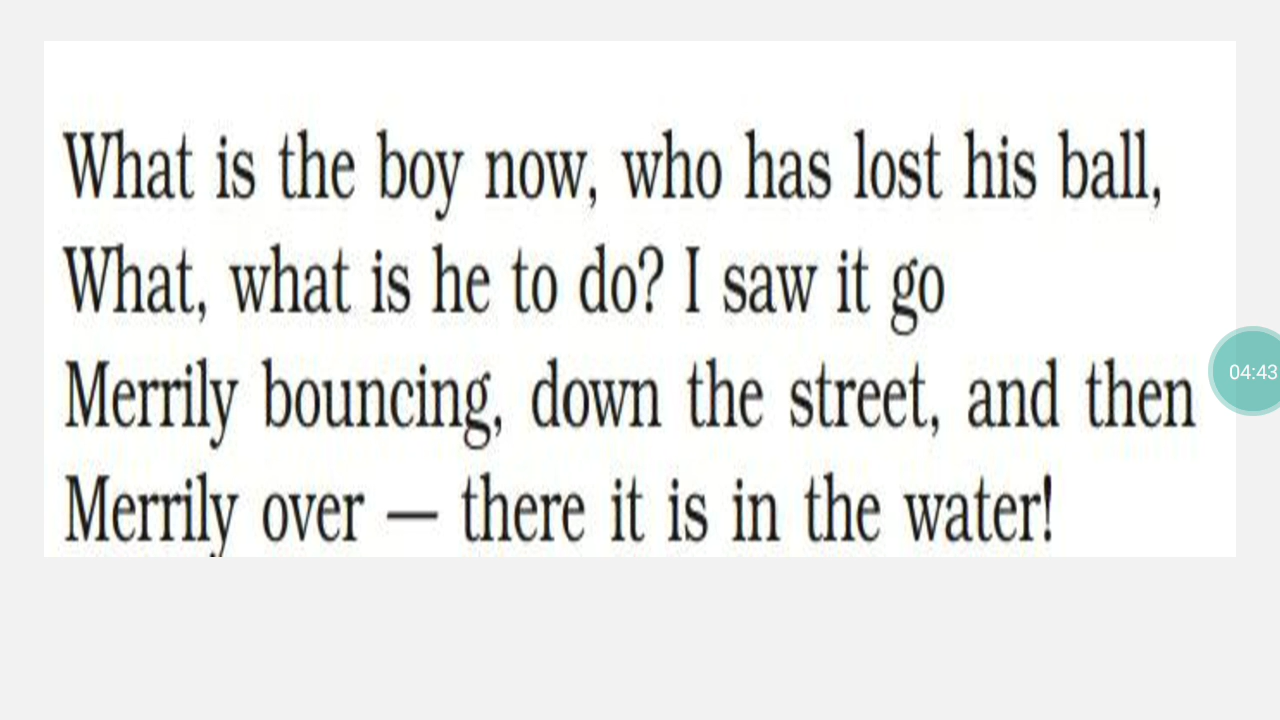 What is the boy now, who has lost his ball,
What, what is he to do? I saw it go
Merrily bouncing, down the street, and then
Merrily over — there it is in the water!
04:43